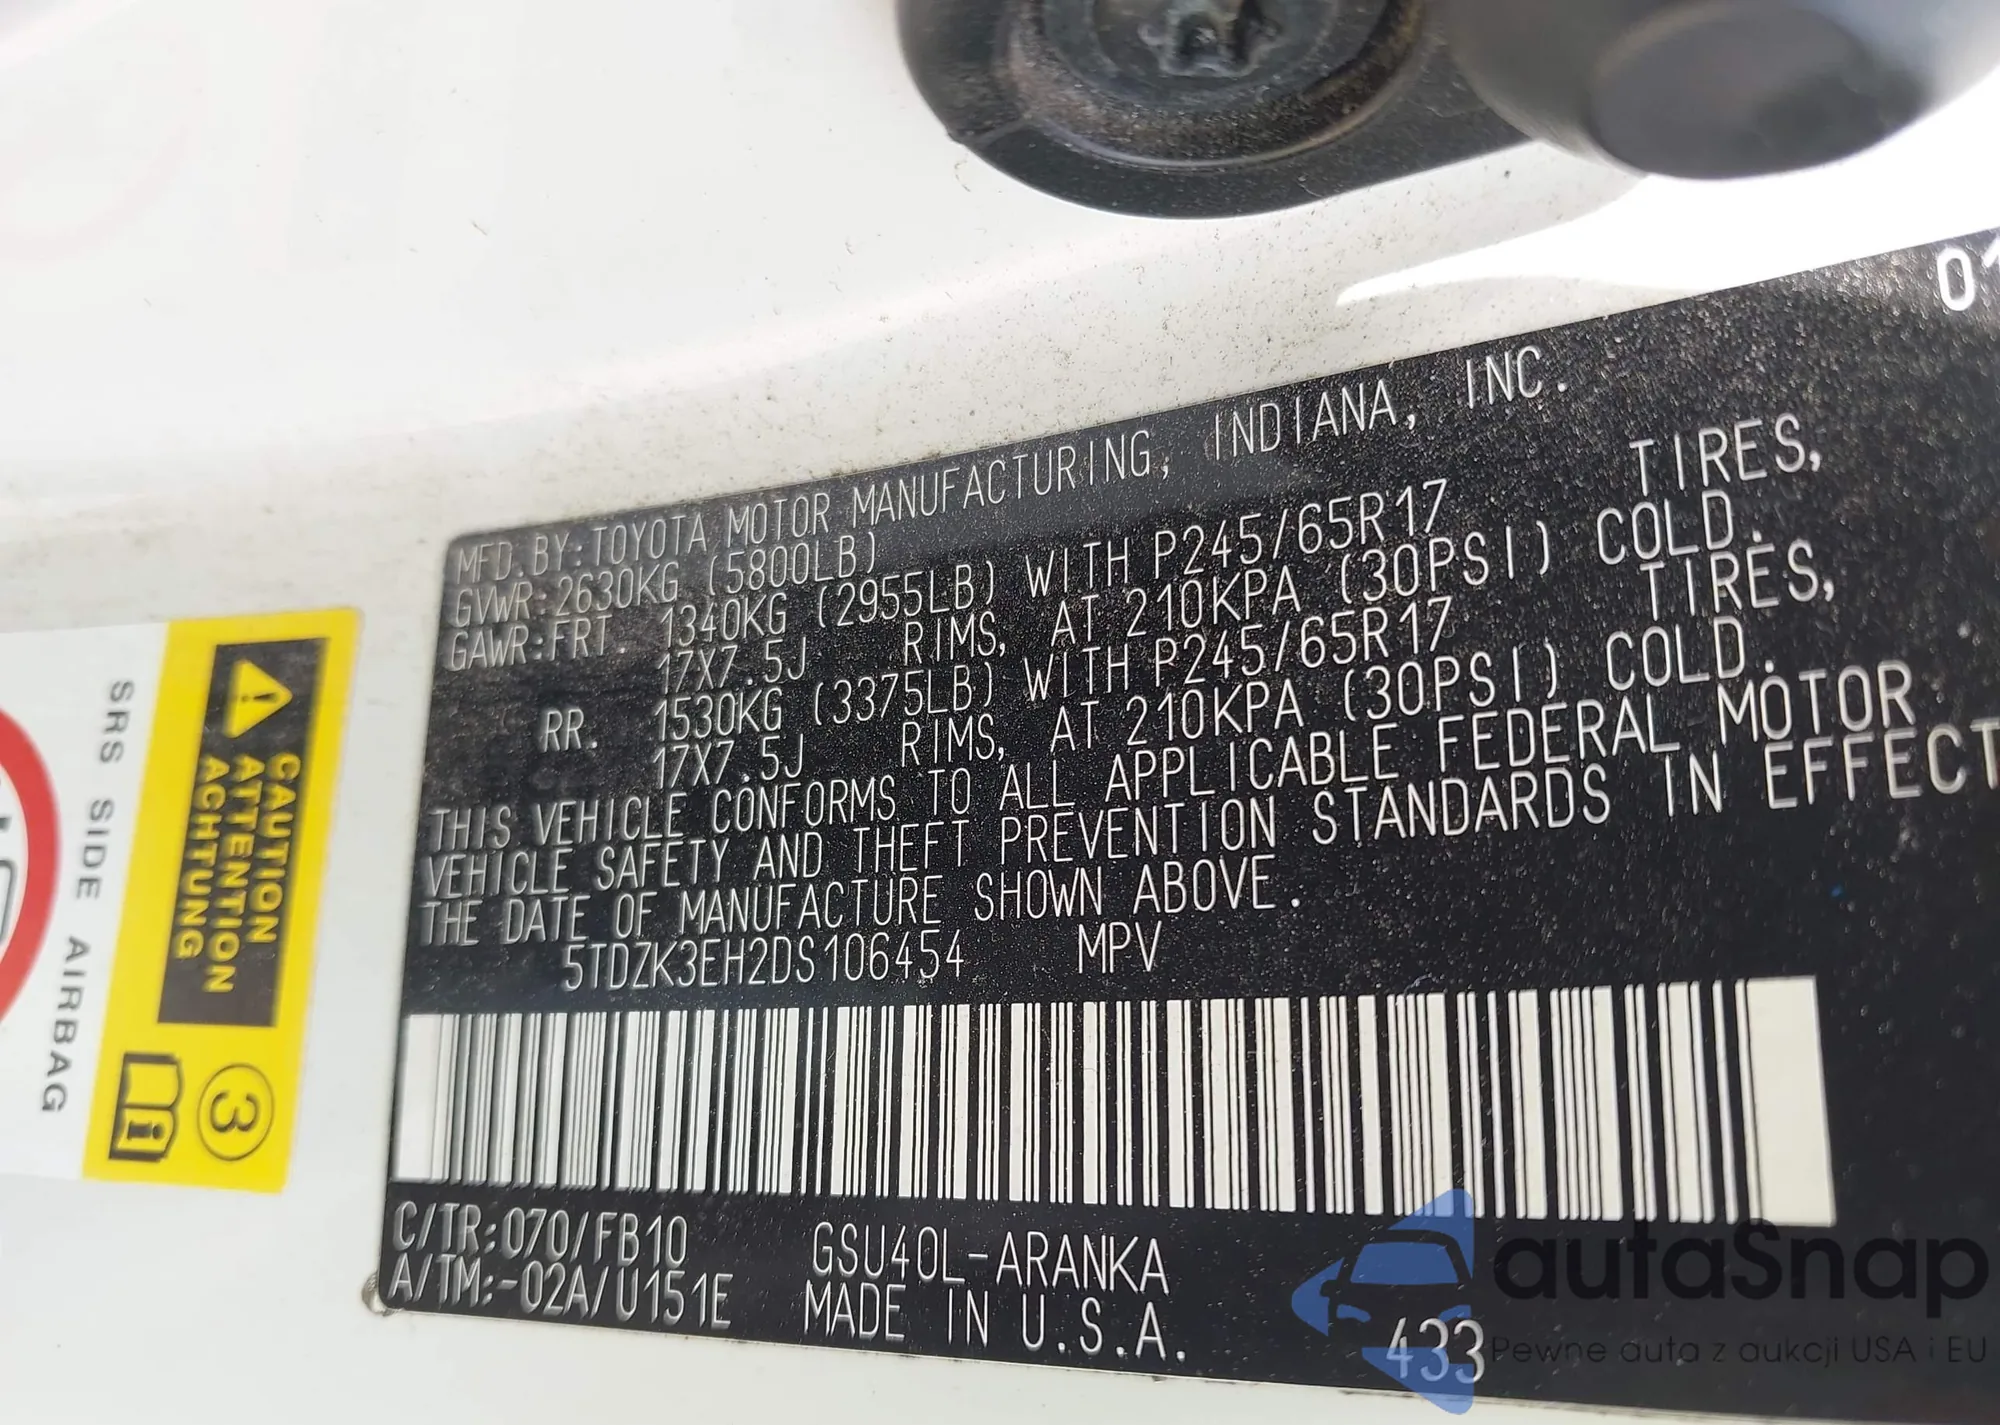 01
MFD. BY: TOYOTA MOTOR MANUFACTURING, INDIANA, INC.
GVWR: 2630KG (5800LB)
GAWR: FRT. 1340KG (2955LB) WITH P245/65R17 TIRES,
17X7.5J RIMS, AT 210KPA (30PSI) COLD.
RR. 1530KG (3375LB) WITH P245/65R17 TIRES,
17X7.5J RIMS, AT 210KPA (30PSI) COLD.
THIS VEHICLE CONFORMS TO ALL APPLICABLE FEDERAL MOTOR
VEHICLE SAFETY AND THEFT PREVENTION STANDARDS IN EFFECT
THE DATE OF MANUFACTURE SHOWN ABOVE.
5TDZK3EH2DS106454 MPV
C/TR: 070/FB10 GSU40L-ARANKA
A/TM: -02A/U151E MADE IN U.S.A. 433
CAUTION
ATTENTION
ACHTUNG
3
SRS SIDE AIRBAG
autoSnap
Pewne auta z aukcji USA i EU